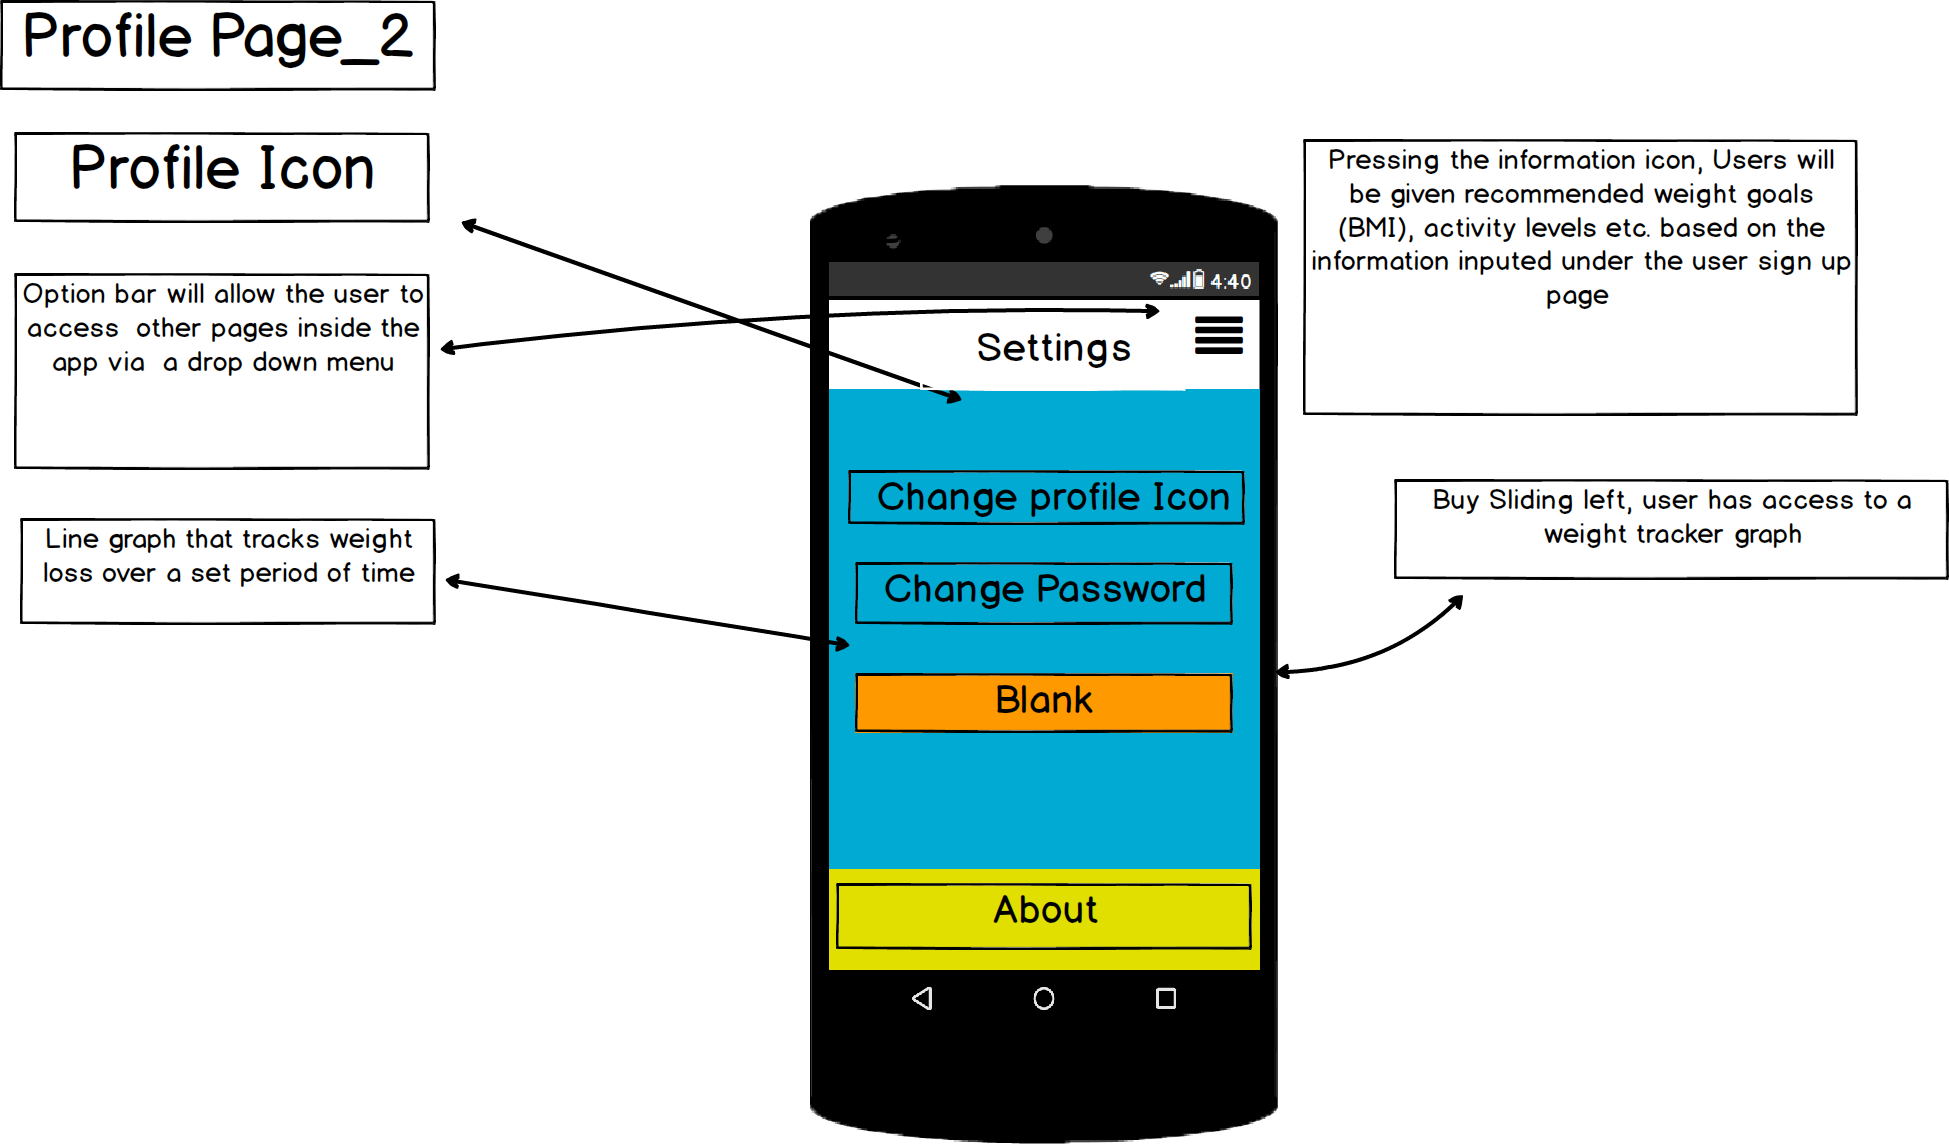 Profile Page_2
Profile Icon
Option bar will allow the user to
access other pages inside the
app via a drop down menu
Line graph that tracks weight
loss over a set period of time
4:40
Settings
Change profile Icon
Change Password
Blank
About
Pressing the information icon, Users will
be given recommended weight goals
(BMI), activity levels etc. based on the
information inputed under the user sign up
page
Buy Sliding left, user has access to a
weight tracker graph